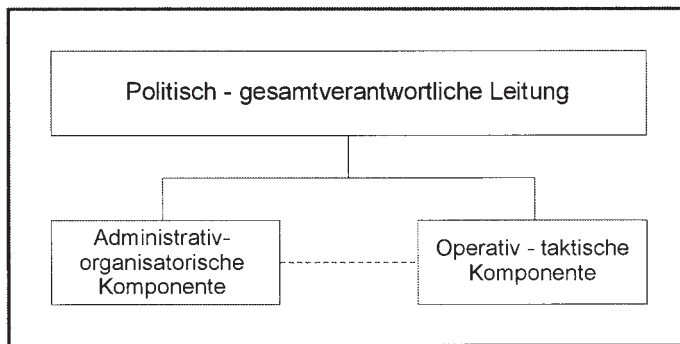 Politisch - gesamtverantwortliche Leitung
Administrativ-
organisatorische
Komponente
Operativ - taktische
Komponente